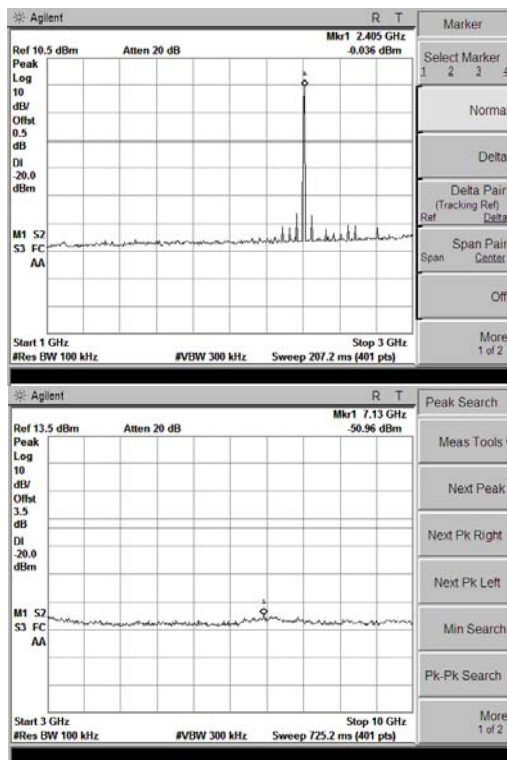 Agilent R T
Mkr1 2.405 GHz
Ref 10.5 dBm Atten 20 dB -0.036 dBm
Peak
Log
10
dB/
Offst
0.5
dB
DI
-20.0
dBm
M1 S2
S3 FC
AA
1
Start 1 GHz Stop 3 GHz
#Res BW 100 kHz #VBW 300 kHz Sweep 207.2 ms (401 pts)
Marker
Select Marker
1 2 3 4
Norma
Delta
Delta Pair
(Tracking Ref)
Ref Delta
Span Pair
Span Center
Off
More
1 of 2
Agilent R T
Mkr1 7.13 GHz
Ref 13.5 dBm Atten 20 dB -50.96 dBm
Peak
Log
10
dB/
Offst
3.5
dB
DI
-20.0
dBm
M1 S2
S3 FC
AA
1
Start 3 GHz Stop 10 GHz
#Res BW 100 kHz #VBW 300 kHz Sweep 725.2 ms (401 pts)
Peak Search
Meas Tools
Next Peak
Next Pk Right
Next Pk Left
Min Search
Pk-Pk Search
More
1 of 2